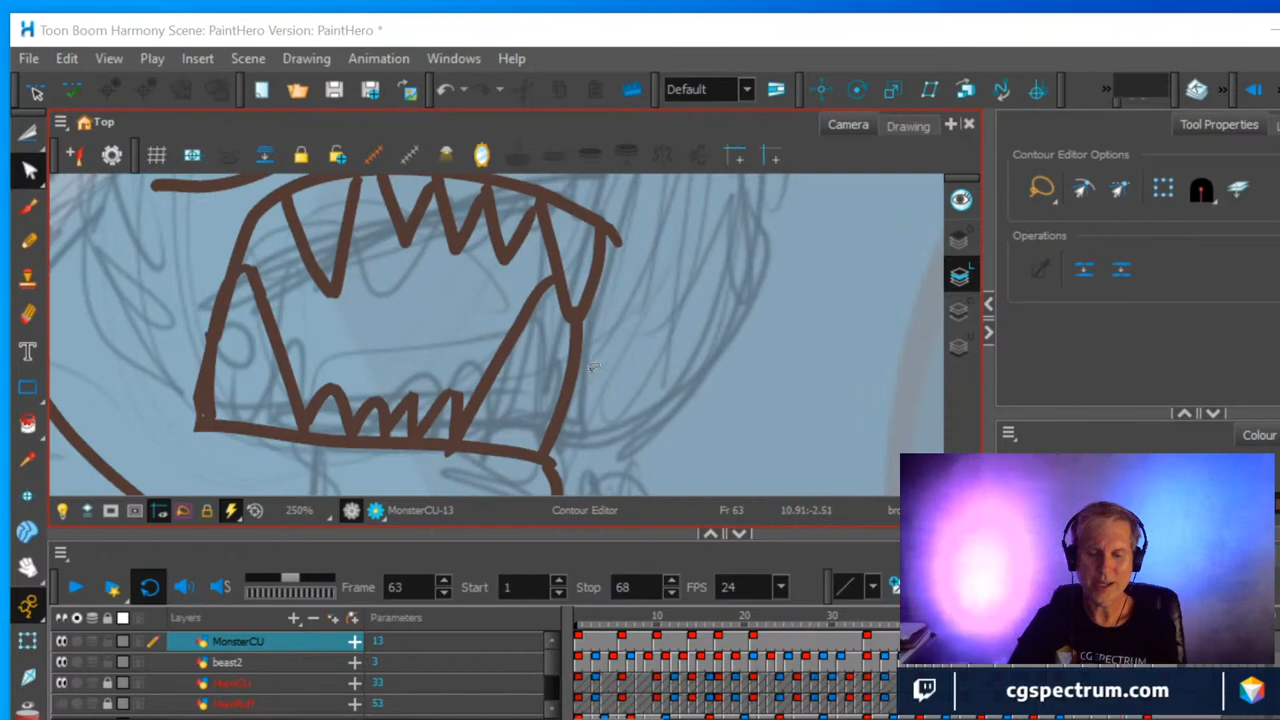 Toon Boom Harmony Scene: PaintHero Version: PaintHero *
File Edit View Play Insert Scene Drawing Animation Windows Help
Default
Top Camera Drawing
Tool Properties
Contour Editor Options
Operations
250% MonsterCU-13 Contour Editor Fr 63 10.91:-2.51
Colour
Frame 63 Start 1 Stop 68 FPS 24
Layers Parameters 10 20 30
MonsterCU 13
beast2 3
33
53
CG SPECTRUM
cgspectrum.com